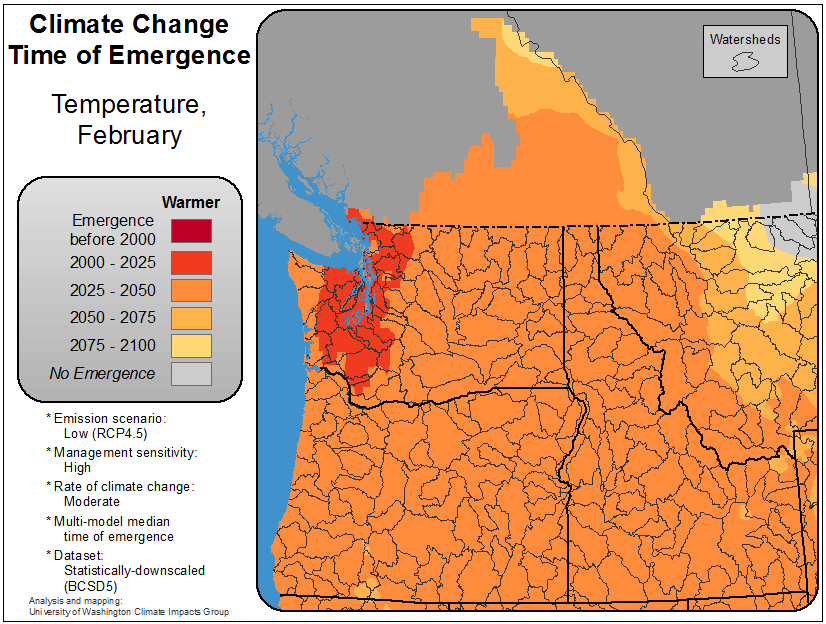 Climate Change
Time of Emergence
Temperature,
February
Warmer
Emergence
before 2000
2000 - 2025
2025 - 2050
2050 - 2075
2075 - 2100
No Emergence
* Emission scenario:
Low (RCP4.5)
* Management sensitivity:
High
* Rate of climate change:
Moderate
* Multi-model median
time of emergence
* Dataset:
Statistically-downscaled
(BCSD5)
Analysis and mapping:
University of Washington Climate Impacts Group
Watersheds